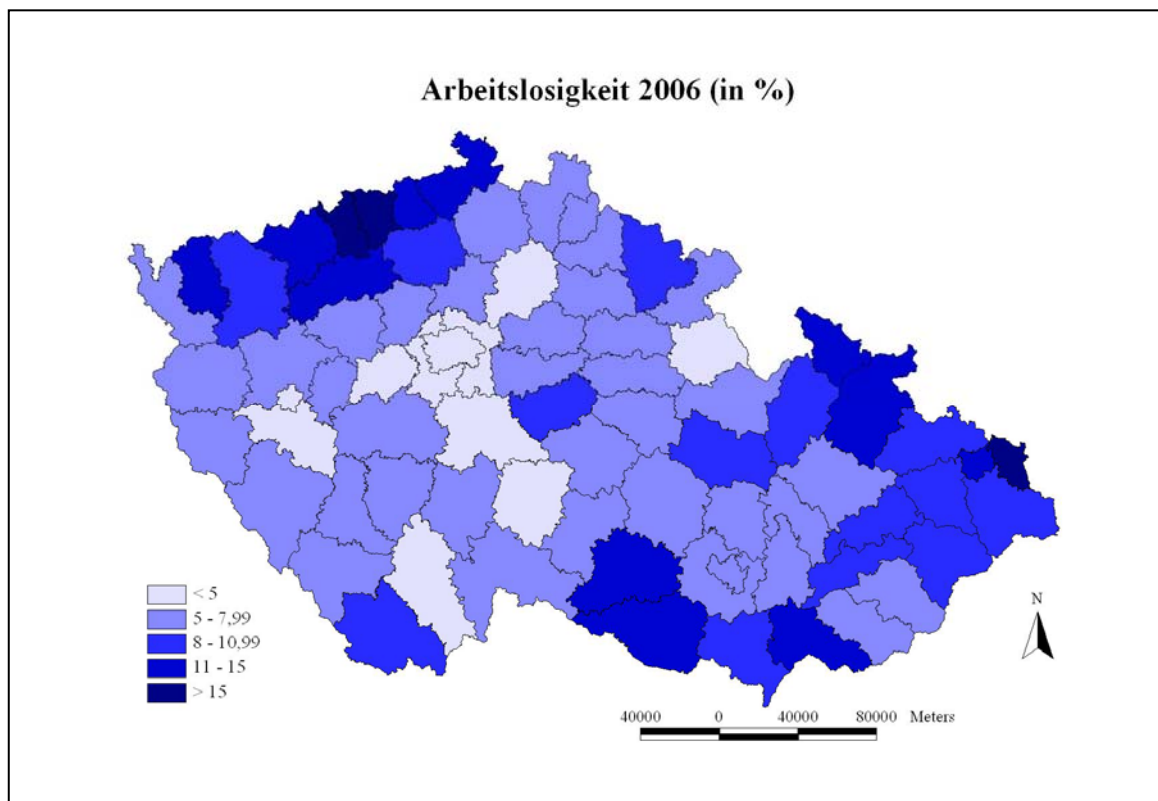 Arbeitslosigkeit 2006 (in %)
< 5
5 - 7,99
8 - 10,99
11 - 15
> 15
N
40000 0 40000 80000 Meters